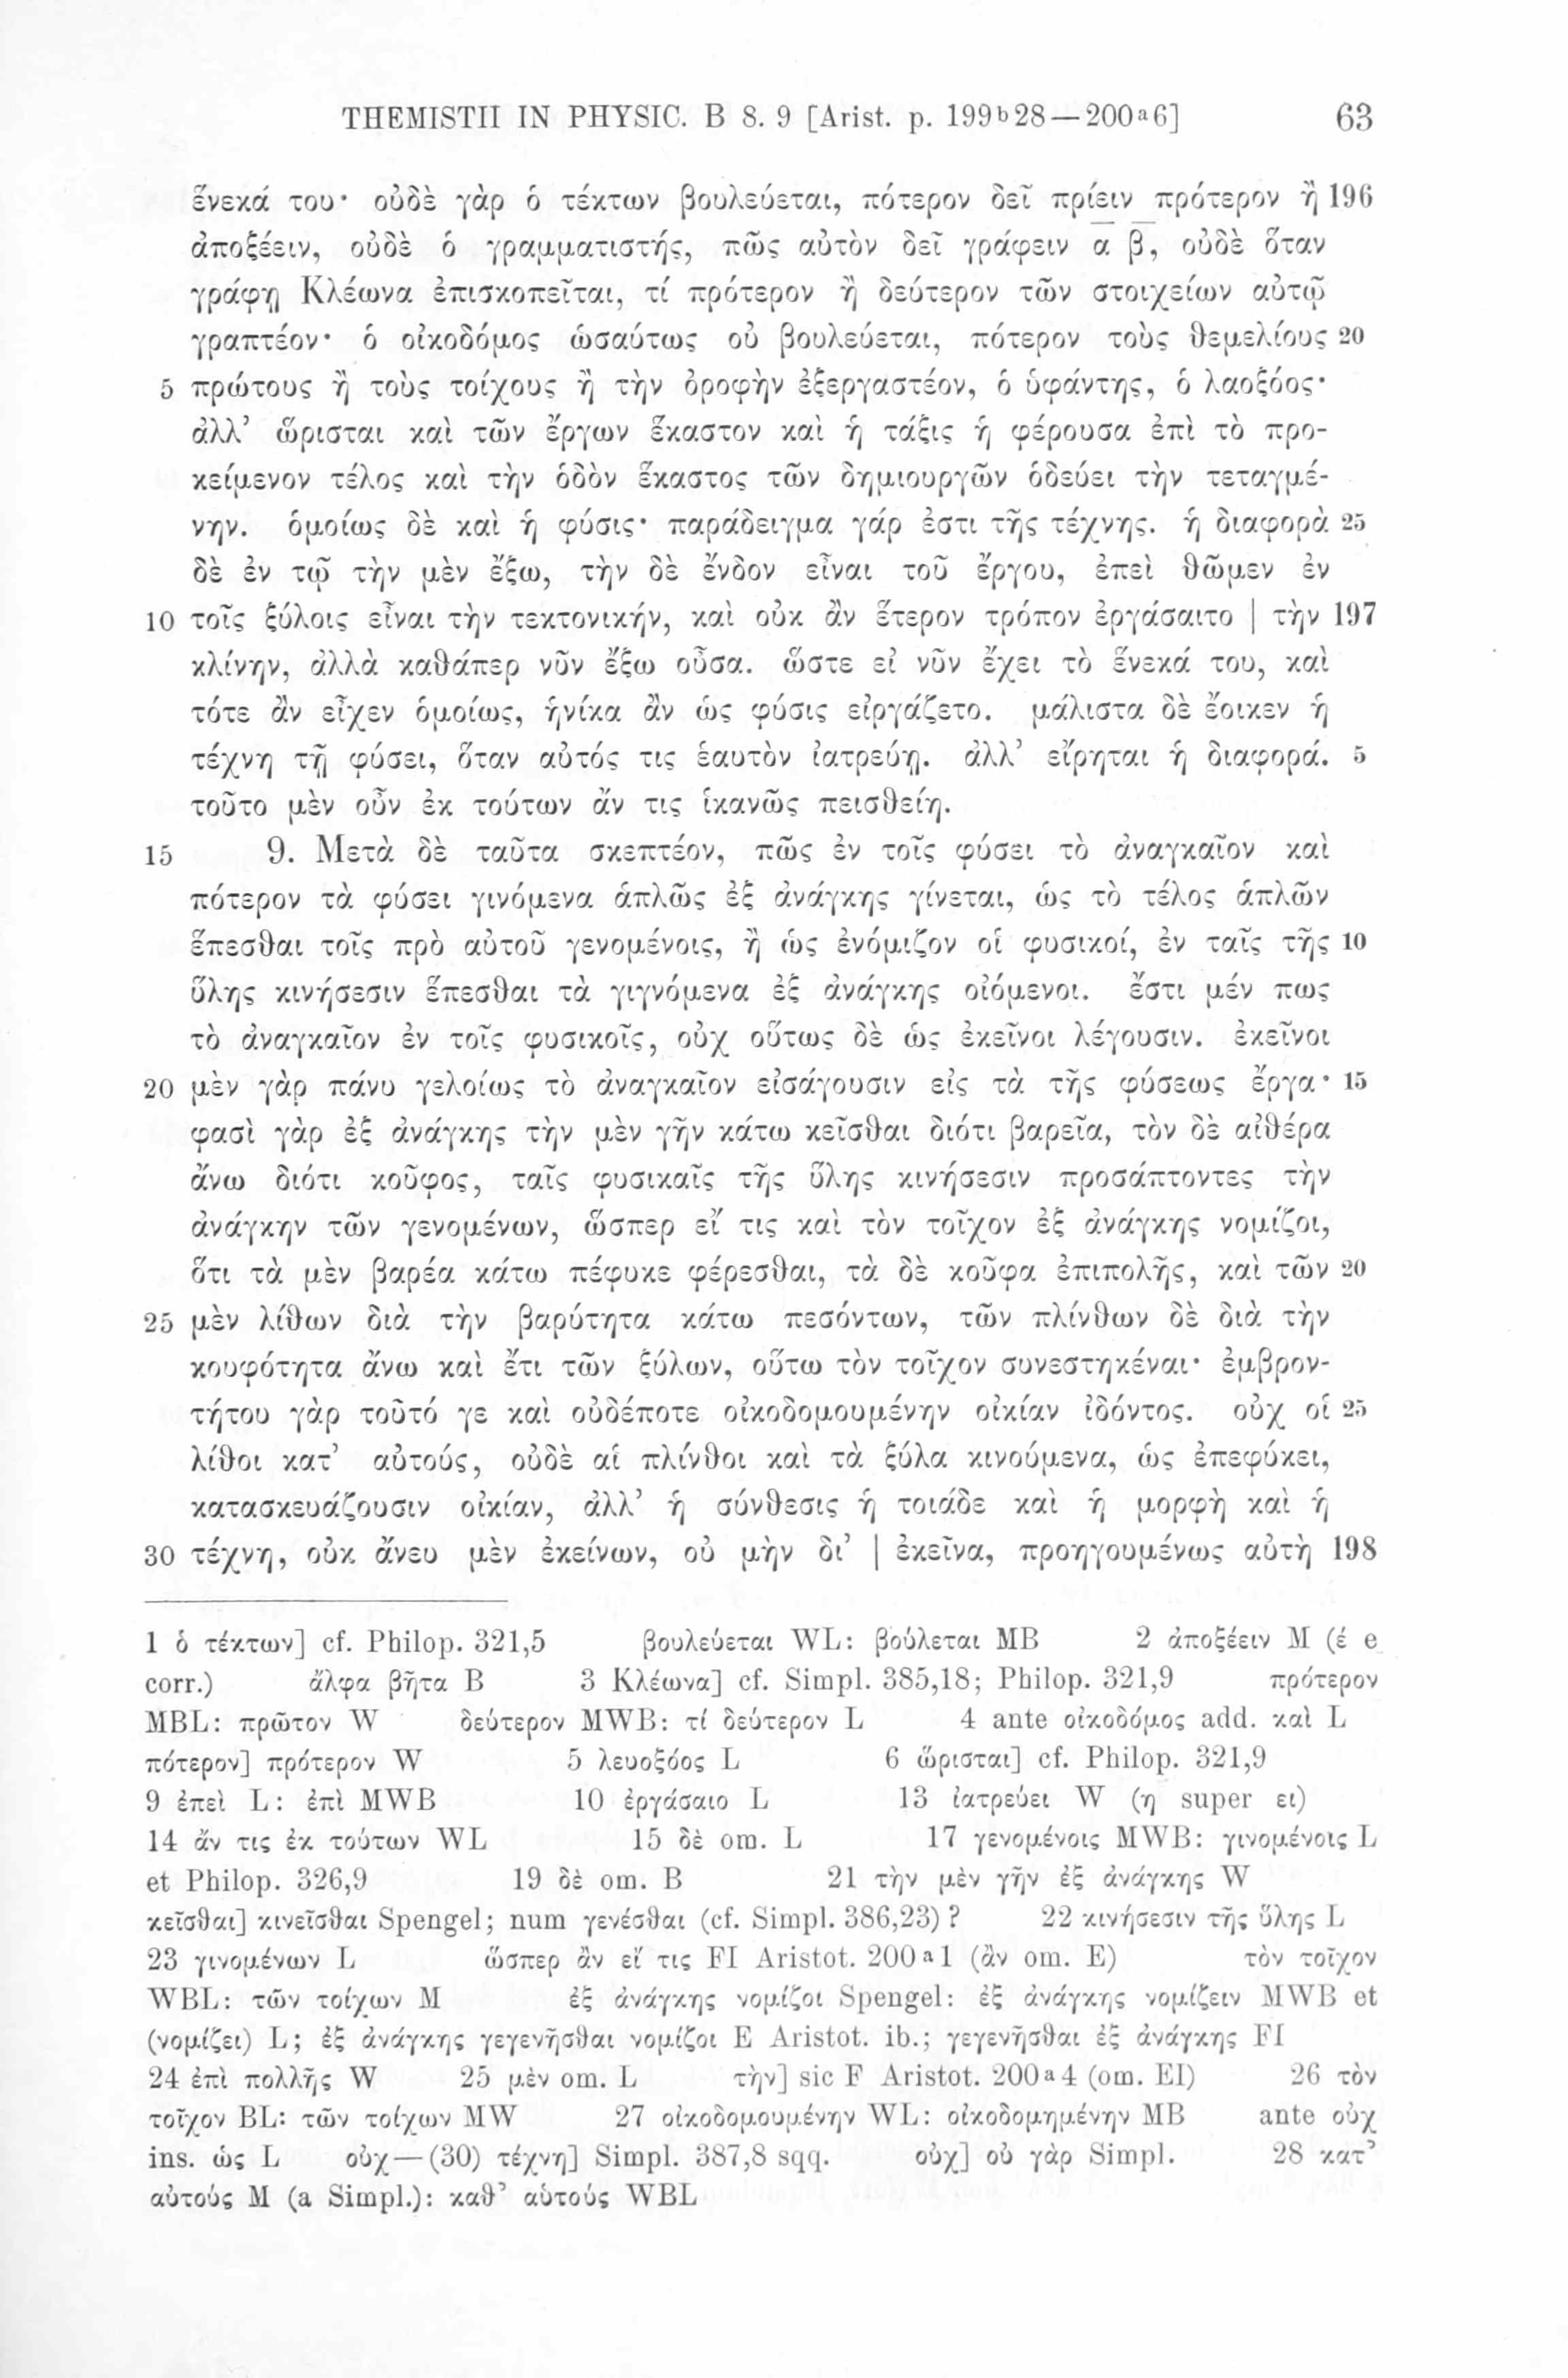 THEMISTII IN PHYSIC. B 8. 9 [Arist. p. 199b28—200a6] 63
ἕνεκά του· οὐδὲ γὰρ ὁ τέκτων βουλεύεται, πότερον δεῖ πρίειν πρότερον ἢ 196
ἀποξέειν, οὐδὲ ὁ γραμματιστής, πῶς αὐτὸν δεῖ γράφειν α̅ β̅, οὐδὲ ὅταν
γράφῃ Κλέωνα ἐπισκοπεῖται, τί πρότερον ἢ δεύτερον τῶν στοιχείων αὐτῷ
γραπτέον· ὁ οἰκοδόμος ὡσαύτως οὐ βουλεύεται, πότερον τοὺς θεμελίους 20
5 πρώτους ἢ τοὺς τοίχους ἢ τὴν ὀροφὴν ἐξεργαστέον, ὁ ὑφάντης, ὁ λαοξόος·
ἀλλ’ ὥρισται καὶ τῶν ἔργων ἕκαστον καὶ ἡ τάξις ἡ φέρουσα ἐπὶ τὸ προ-
κείμενον τέλος καὶ τὴν ὁδὸν ἕκαστος τῶν δημιουργῶν ὁδεύει τὴν τεταγμέ-
νην. ὁμοίως δὲ καὶ ἡ φύσις· παράδειγμα γάρ ἐστι τῆς τέχνης. ἡ διαφορὰ 25
δὲ ἐν τῷ τὴν μὲν ἔξω, τὴν δὲ ἔνδον εἶναι τοῦ ἔργου, ἐπεὶ θῶμεν ἐν
10 τοῖς ξύλοις εἶναι τὴν τεκτονικήν, καὶ οὐκ ἂν ἕτερον τρόπον ἐργάσαιτο | τὴν 197
κλίνην, ἀλλὰ καθάπερ νῦν ἔξω οὖσα. ὥστε εἰ νῦν ἔχει τὸ ἕνεκά του, καὶ
τότε ἂν εἶχεν ὁμοίως, ἡνίκα ἂν ὡς φύσις εἰργάζετο. μάλιστα δὲ ἔοικεν ἡ
τέχνη τῇ φύσει, ὅταν αὐτός τις ἑαυτὸν ἰατρεύῃ. ἀλλ’ εἴρηται ἡ διαφορά. 5
τοῦτο μὲν οὖν ἐκ τούτων ἄν τις ἱκανῶς πεισθείη.
15 9. Μετὰ δὲ ταῦτα σκεπτέον, πῶς ἐν τοῖς φύσει τὸ ἀναγκαῖον καὶ
πότερον τὰ φύσει γινόμενα ἁπλῶς ἐξ ἀνάγκης γίνεται, ὡς τὸ τέλος ἁπλῶν
ἕπεσθαι τοῖς πρὸ αὐτοῦ γενομένοις, ἢ ὡς ἐνόμιζον οἱ φυσικοί, ἐν ταῖς τῆς 10
ὕλης κινήσεσιν ἕπεσθαι τὰ γιγνόμενα ἐξ ἀνάγκης οἰόμενοι. ἔστι μέν πως
τὸ ἀναγκαῖον ἐν τοῖς φυσικοῖς, οὐχ οὕτως δὲ ὡς ἐκεῖνοι λέγουσιν. ἐκεῖνοι
20 μὲν γὰρ πάνυ γελοίως τὸ ἀναγκαῖον εἰσάγουσιν εἰς τὰ τῆς φύσεως ἔργα· 15
φασὶ γὰρ ἐξ ἀνάγκης τὴν μὲν γῆν κάτω κεῖσθαι διότι βαρεῖα, τὸν δὲ αἰθέρα
ἄνω διότι κοῦφος, ταῖς φυσικαῖς τῆς ὕλης κινήσεσιν προσάπτοντες τὴν
ἀνάγκην τῶν γενομένων, ὥσπερ εἴ τις καὶ τὸν τοῖχον ἐξ ἀνάγκης νομίζοι,
ὅτι τὰ μὲν βαρέα κάτω πέφυκε φέρεσθαι, τὰ δὲ κοῦφα ἐπιπολῆς, καὶ τῶν 20
25 μὲν λίθων διὰ τὴν βαρύτητα κάτω πεσόντων, τῶν πλίνθων δὲ διὰ τὴν
κουφότητα ἄνω καὶ ἔτι τῶν ξύλων, οὕτω τὸν τοῖχον συνεστηκέναι· ἐμβρον-
τήτου γὰρ τοῦτό γε καὶ οὐδέποτε οἰκοδομουμένην οἰκίαν ἰδόντος. οὐχ οἱ 25
λίθοι κατ’ αὐτούς, οὐδὲ αἱ πλίνθοι καὶ τὰ ξύλα κινούμενα, ὡς ἐπεφύκει,
κατασκευάζουσιν οἰκίαν, ἀλλ’ ἡ σύνθεσις ἡ τοιάδε καὶ ἡ μορφὴ καὶ ἡ
30 τέχνη, οὐκ ἄνευ μὲν ἐκείνων, οὐ μὴν δι’ | ἐκεῖνα, προηγουμένως αὐτὴ 198
1 ὁ τέκτων] cf. Philop. 321,5 βουλεύεται WL: βούλεται MB 2 ἀποξέειν M (έ e
corr.) ἄλφα βῆτα B 3 Κλέωνα] cf. Simpl. 385,18; Philop. 321,9 πρότερον
MBL: πρῶτον W δεύτερον MWB: τί δεύτερον L 4 ante οἰκοδόμος add. καὶ L
πότερον] πρότερον W 5 λευοξόος L 6 ὥρισται] cf. Philop. 321,9
9 ἐπεὶ L: ἐπὶ MWB 10 ἐργάσαιο L 13 ἰατρεύει W (η super ει)
14 ἄν τις ἐκ τούτων WL 15 δὲ om. L 17 γενομένοις MWB: γινομένοις L
et Philop. 326,9 19 δὲ om. B 21 τὴν μὲν γῆν ἐξ ἀνάγκης W
κεῖσθαι] κινεῖσθαι Spengel; num γενέσθαι (cf. Simpl. 386,23)? 22 κινήσεσιν τῆς ὕλης L
23 γινομένων L ὥσπερ ἂν εἴ τις FI Aristot. 200a1 (ἂν om. E) τὸν τοῖχον
WBL: τῶν τοίχων M ἐξ ἀνάγκης νομίζοι Spengel: ἐξ ἀνάγκης νομίζειν MWB et
(νομίζει) L; ἐξ ἀνάγκης γεγενῆσθαι νομίζοι E Aristot. ib.; γεγενῆσθαι ἐξ ἀνάγκης FI
24 ἐπὶ πολλῆς W 25 μὲν om. L τὴν] sic F Aristot. 200a4 (om. EI) 26 τὸν
τοῖχον BL: τῶν τοίχων MW 27 οἰκοδομουμένην WL: οἰκοδομημένην MB ante οὐχ
ins. ὡς L οὐχ—(30) τέχνη] Simpl. 387,8 sqq. οὐχ] οὐ γὰρ Simpl. 28 κατ’
αὐτούς M (a Simpl.): καθ’ αὑτούς WBL